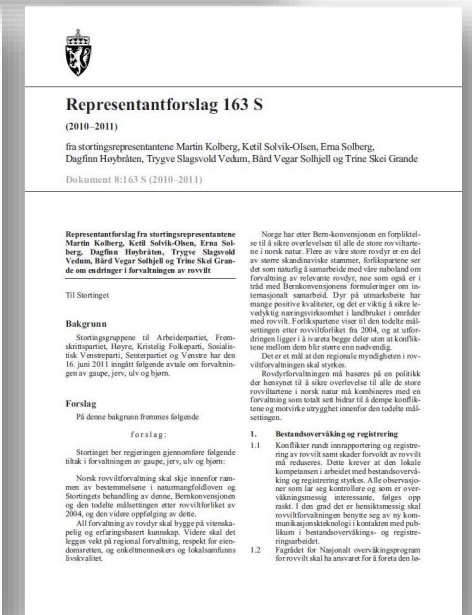 Representantforslag 163 S
(2010–2011)
fra stortingsrepresentantene Martin Kolberg, Ketil Solvik-Olsen, Erna Solberg,
Dagfinn Høybråten, Trygve Slagsvold Vedum, Bård Vegar Solhjell og Trine Skei Grande
Dokument 8:163 S (2010–2011)
Representantforslag fra stortingsrepresentantene
Martin Kolberg, Ketil Solvik-Olsen, Erna Sol-
berg, Dagfinn Høybråten, Trygve Slagsvold
Vedum, Bård Vegar Solhjell og Trine Skei Gran-
de om endringer i forvaltningen av rovvilt
Til Stortinget
Bakgrunn
Stortingsgruppene til Arbeiderpartiet, Frem-
skrittspartiet, Høyre, Kristelig Folkeparti, Sosialis-
tisk Venstreparti, Senterpartiet og Venstre har den
16. juni 2011 inngått følgende avtale om forvaltnin-
gen av gaupe, jerv, ulv og bjørn:
Forslag
På denne bakgrunn fremmes følgende
forslag:
Stortinget ber regjeringen gjennomføre følgende
tiltak i forvaltningen av gaupe, jerv, ulv og bjørn:
Norsk rovviltforvaltning skal skje innenfor ram-
men av bestemmelsene i naturmangfoldloven og
Stortingets behandling av denne, Bernkonvensjonen
og den todelte målsettingen etter rovviltforliket av
2004, og den videre oppfølging av dette.
All forvaltning av rovdyr skal bygge på vitenska-
pelig og erfaringsbasert kunnskap. Videre skal det
legges vekt på regional forvaltning, respekt for eien-
domsretten, og enkeltmenneskers og lokalsamfunns
livskvalitet.
Norge har etter Bern-konvensjonen en forpliktel-
se til å sikre overlevelsen til alle de store rovviltarte-
ne i norsk natur. Flere av våre store rovdyr er en del
av større skandinaviske stammer, forlikspartene ser
det som naturlig å samarbeide med våre naboland om
forvaltning av relevante rovdyr, noe som også er i
tråd med Bernkonvensjonens formuleringer om in-
ternasjonalt samarbeid. Dyr på utmarksbeite har
mange positive kvaliteter, og det er viktig å sikre le-
vedyktig næringsvirksomhet i landbruket i områder
med rovvilt. Forlikspartene viser til den todelte mål-
settingen etter rovviltforliket fra 2004, og at utfor-
dringen ligger i å ivareta begge deler uten at konflik-
tene mellom dem blir større enn nødvendig.
Det er et mål at den regionale myndigheten i rov-
viltforvaltningen skal styrkes.
Rovdyrforvaltningen må baseres på en politikk
der hensynet til å sikre overlevelse til alle de store
rovviltartene i norsk natur må kombineres med en
forvaltning som totalt sett bidrar til å dempe konflik-
tene og motvirke utrygghet innenfor den todelte mål-
settingen.
1. Bestandsovervåking og registrering
1.1 Konflikter rundt innrapportering og registre-
ring av rovvilt samt skader forvoldt av rovvilt
må reduseres. Dette krever at den lokale
kompetansen i arbeidet med bestandsovervå-
king og registrering styrkes. Alle observasjo-
ner som lar seg kontrollere og som er over-
våkningsmessig interessante, følges opp
raskt. I den grad det er hensiktsmessig skal
rovviltforvaltningen benytte seg av ny kom-
munikasjonsteknologi i kontakten med pub-
likum i bestandsovervåkings- og registre-
ringsarbeidet.
1.2 Fagrådet for Nasjonalt overvåkingsprogram
for rovvilt skal ha ansvaret for å foreta den lø-